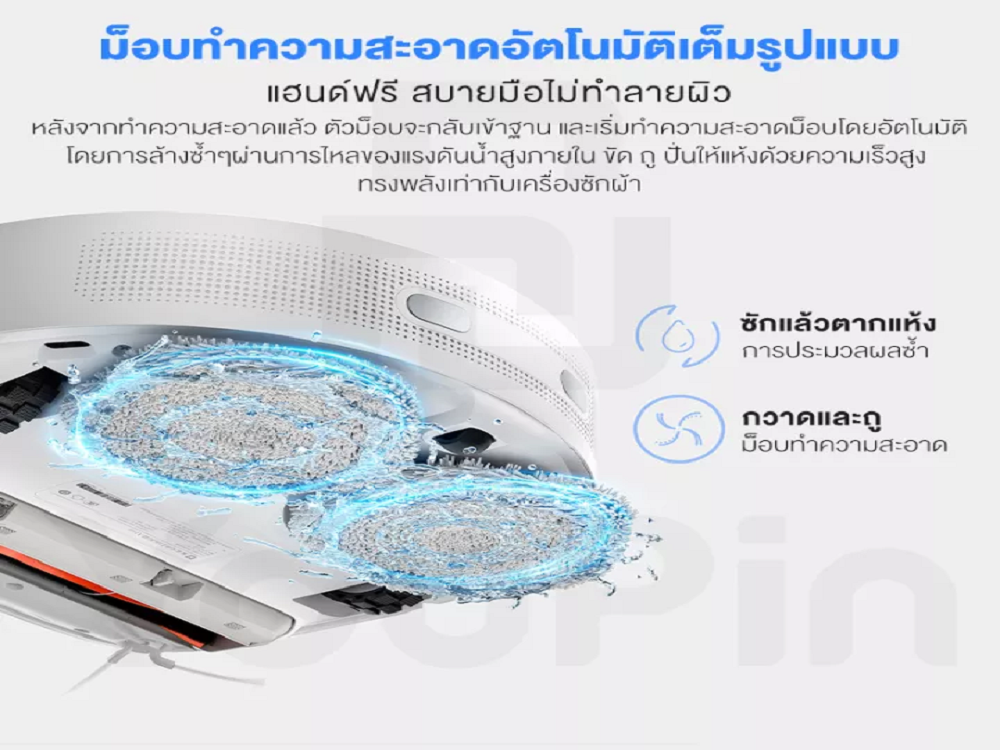 ม็อบทำความสะอาดอัตโนมัติเต็มรูปแบบ
แฮนด์ฟรี สบายมือไม่ทำลายผิว
หลังจากทำความสะอาดแล้ว ตัวม็อบจะกลับเข้าฐาน และเริ่มทำความสะอาดม็อบโดยอัตโนมัติ
โดยการล้างซ้ำๆผ่านการไหลของแรงดันน้ำสูงภายใน ขัด ถู ปั่นให้แห้งด้วยความเร็วสูง
ทรงพลังเท่ากับเครื่องซักผ้า
ซักแล้วตากแห้ง
การประมวลผลซ้ำ
กวาดและถู
ม็อบทำความสะอาด
YouPin